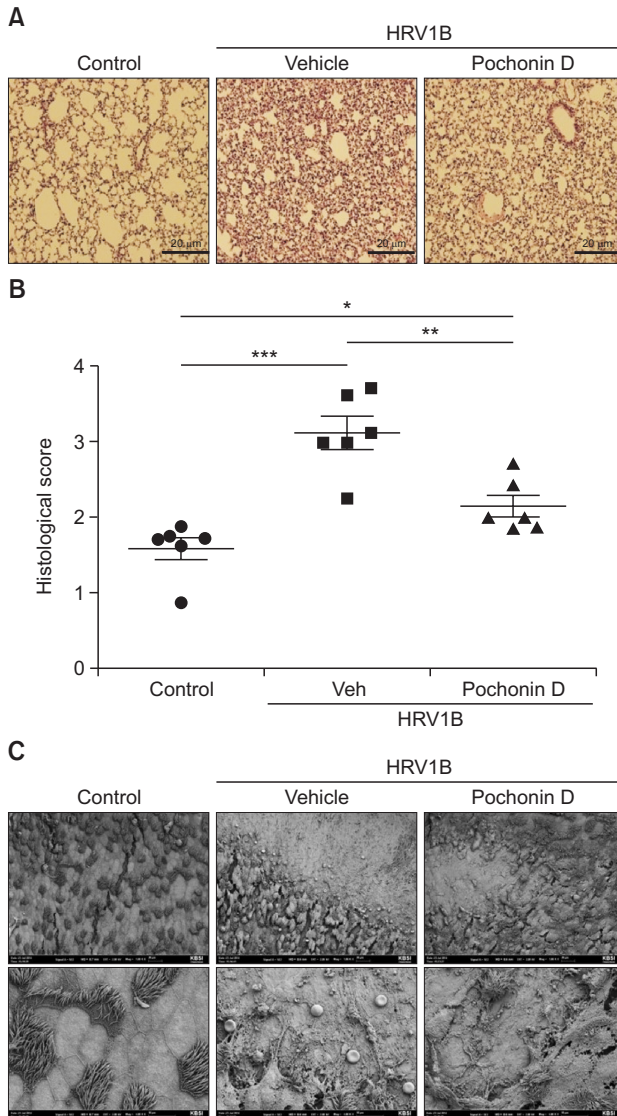 A
HRV1B
Control Vehicle Pochonin D
20 μm 20 μm 20 μm
B
*
*** **
4
3
2
1
0
Histological score
Control Veh Pochonin D
HRV1B
C
HRV1B
Control Vehicle Pochonin D
KBSI KBSI KBSI
KBSI KBSI KBSI